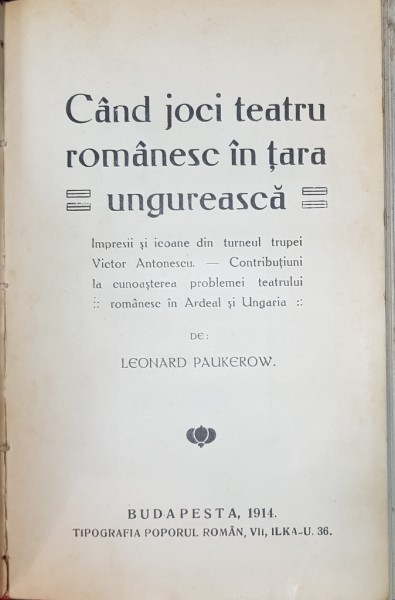 Când joci teatru
românesc în țara
ungurească
Impresii și icoane din turneul trupei
Victor Antonescu. — Contribuțiuni
la cunoașterea problemei teatrului
:: românesc în Ardeal și Ungaria ::
DE:
LEONARD PAUKEROW.
BUDAPESTA, 1914.
TIPOGRAFIA POPORUL ROMÂN, VII, ILKA-U. 36.